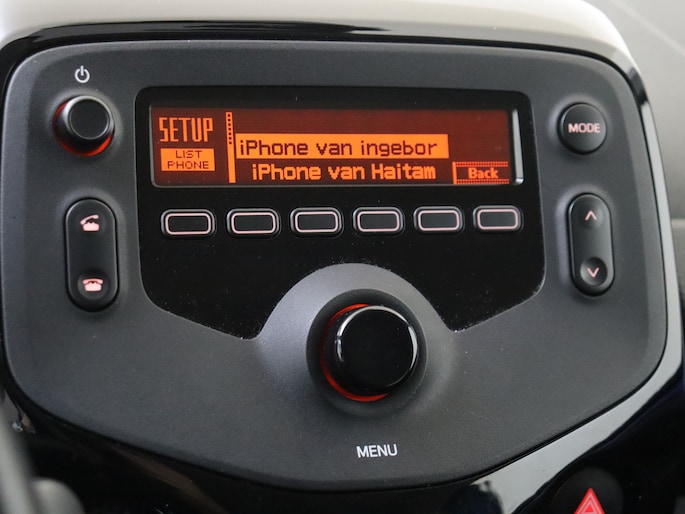 SETUP
LIST
PHONE
iPhone van ingebor
iPhone van Haitam
Back
MODE
MENU